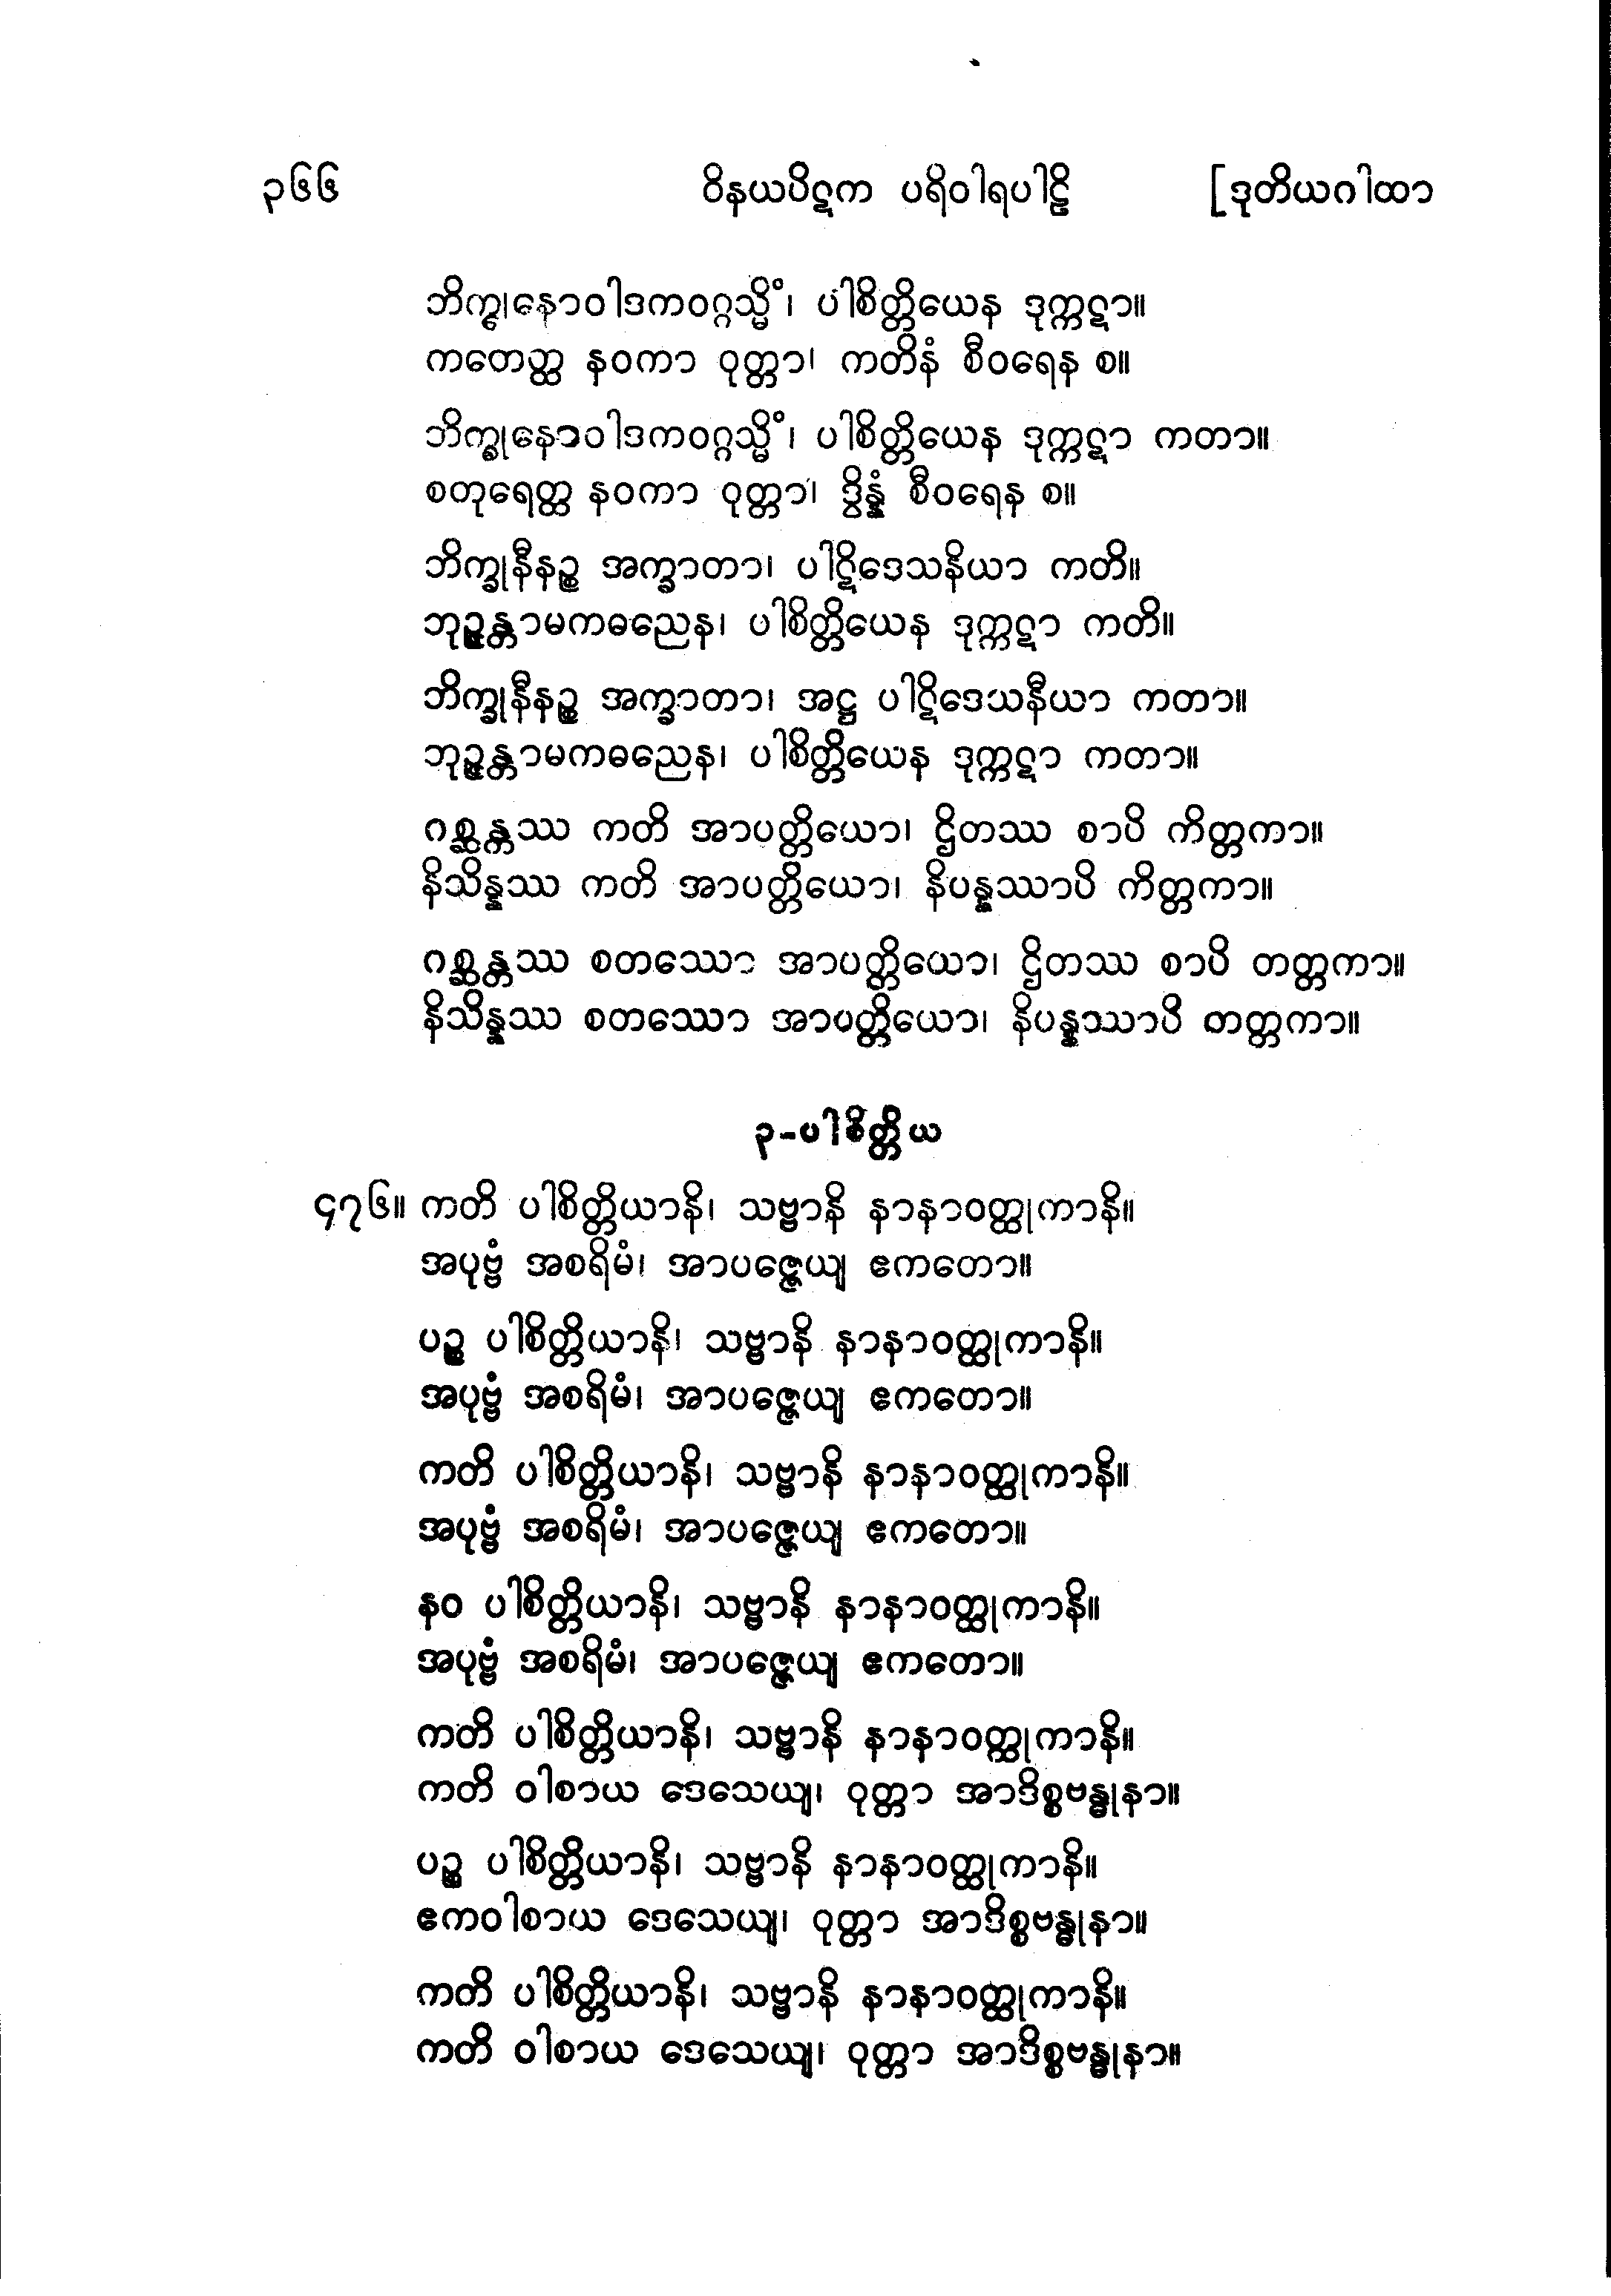 ၃၆၆ ဝိနယပိဋက ပရိဝါရပါဠိ [ဒုတိယဂါထာ
ဘိက္ခုနောဝါဒကဝဂ္ဂသ္မိံ၊ ပါစိတ္တိယေန ဒုက္ကဋာ။
ကတေတ္ထ နဝကာ ဝုတ္တာ၊ ကတိနံ စီဝရေန စ။
ဘိက္ခုနောဝါဒကဝဂ္ဂသ္မိံ၊ ပါစိတ္တိယေန ဒုက္ကဋာ ကတာ။
စတုရေတ္ထ နဝကာ ဝုတ္တာ၊ ဒွိန္နံ စီဝရေန စ။
ဘိက္ခုနီနဉ္စ အက္ခာတာ၊ ပါဋိဒေသနိယာ ကတိ။
ဘုဉ္ဇန္တာမကဓညေန၊ ပါစိတ္တိယေန ဒုက္ကဋာ ကတိ။
ဘိက္ခုနီနဉ္စ အက္ခာတာ၊ အဋ္ဌ ပါဋိဒေသနီယာ ကတာ။
ဘုဉ္ဇန္တာမကဓညေန၊ ပါစိတ္တိယေန ဒုက္ကဋာ ကတာ။
ဂစ္ဆန္တဿ ကတိ အာပတ္တိယော၊ ဌိတဿ စာပိ ကိတ္တကာ။
နိသိန္နဿ ကတိ အာပတ္တိယော၊ နိပန္နဿာပိ ကိတ္တကာ။
ဂစ္ဆန္တဿ စတဿော အာပတ္တိယော၊ ဌိတဿ စာပိ တတ္တကာ။
နိသိန္နဿ စတဿော အာပတ္တိယော၊ နိပန္နဿာပိ တတ္တကာ။
၃-ပါစိတ္တိယ
၄၇၆။ ကတိ ပါစိတ္တိယာနိ၊ သဗ္ဗာနိ နာနာဝတ္ထုကာနိ။
အပုဗ္ဗံ အစရိမံ၊ အာပဇ္ဇေယျ ဧကတော။
ပဉ္စ ပါစိတ္တိယာနိ၊ သဗ္ဗာနိ နာနာဝတ္ထုကာနိ။
အပုဗ္ဗံ အစရိမံ၊ အာပဇ္ဇေယျ ဧကတော။
ကတိ ပါစိတ္တိယာနိ၊ သဗ္ဗာနိ နာနာဝတ္ထုကာနိ။
အပုဗ္ဗံ အစရိမံ၊ အာပဇ္ဇေယျ ဧကတော။
နဝ ပါစိတ္တိယာနိ၊ သဗ္ဗာနိ နာနာဝတ္ထုကာနိ။
အပုဗ္ဗံ အစရိမံ၊ အာပဇ္ဇေယျ ဧကတော။
ကတိ ပါစိတ္တိယာနိ၊ သဗ္ဗာနိ နာနာဝတ္ထုကာနိ။
ကတိ ဝါစာယ ဒေသေယျ၊ ဝုတ္တာ အာဒိစ္စဗန္ဓုနာ။
ပဉ္စ ပါစိတ္တိယာနိ၊ သဗ္ဗာနိ နာနာဝတ္ထုကာနိ။
ဧကဝါစာယ ဒေသေယျ၊ ဝုတ္တာ အာဒိစ္စဗန္ဓုနာ။
ကတိ ပါစိတ္တိယာနိ၊ သဗ္ဗာနိ နာနာဝတ္ထုကာနိ။
ကတိ ဝါစာယ ဒေသေယျ၊ ဝုတ္တာ အာဒိစ္စဗန္ဓုနာ။